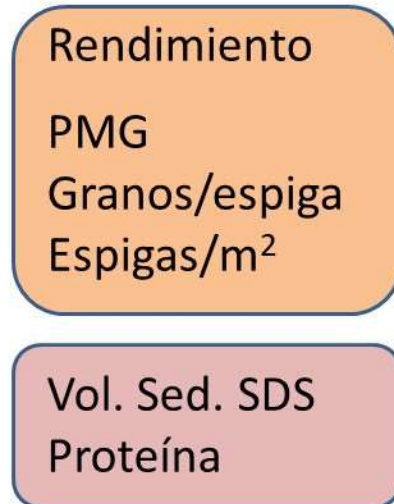 Rendimiento
PMG
Granos/espiga
Espigas/m²
Vol. Sed. SDS
Proteína